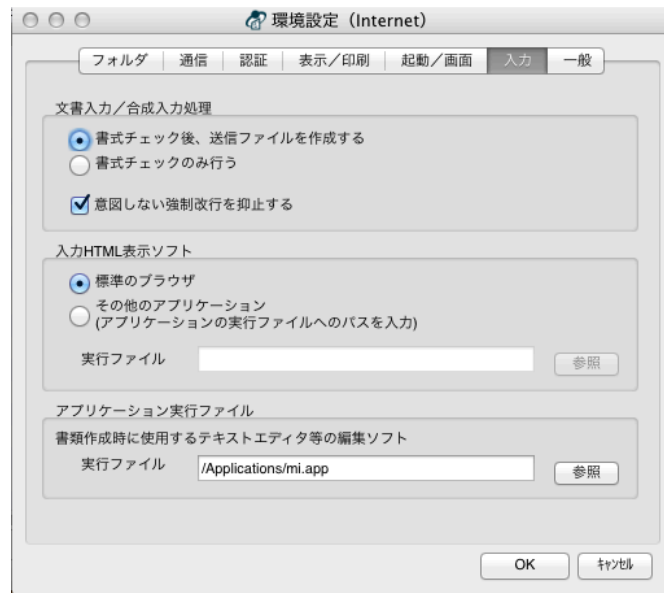 環境設定（Internet）
フォルダ 通信 認証 表示／印刷 起動／画面 入力 一般
文書入力／合成入力処理
書式チェック後、送信ファイルを作成する
書式チェックのみ行う
意図しない強制改行を抑止する
入力HTML表示ソフト
標準のブラウザ
その他のアプリケーション
(アプリケーションの実行ファイルへのパスを入力)
実行ファイル 参照
アプリケーション実行ファイル
書類作成時に使用するテキストエディタ等の編集ソフト
実行ファイル /Applications/mi.app 参照
OK ｷｬﾝｾﾙ